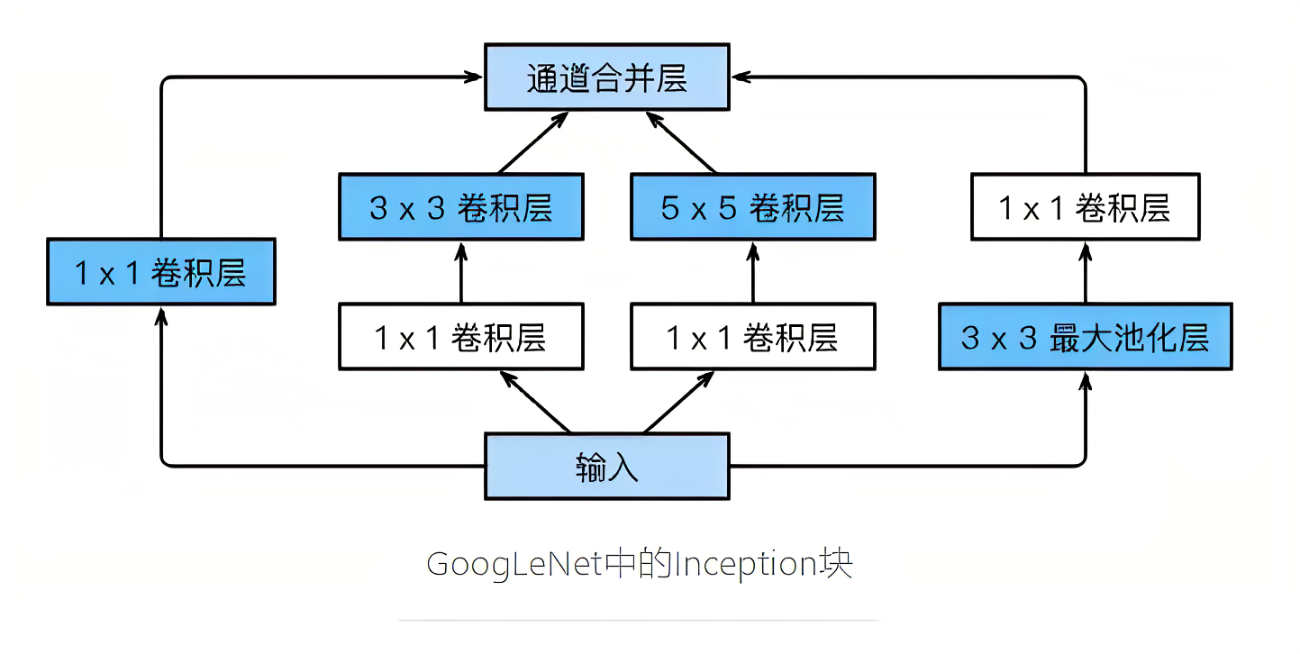 通道合并层
3 x 3 卷积层
5 x 5 卷积层
1 x 1 卷积层
1 x 1 卷积层
1 x 1 卷积层
1 x 1 卷积层
3 x 3 最大池化层
输入
GoogLeNet中的Inception块